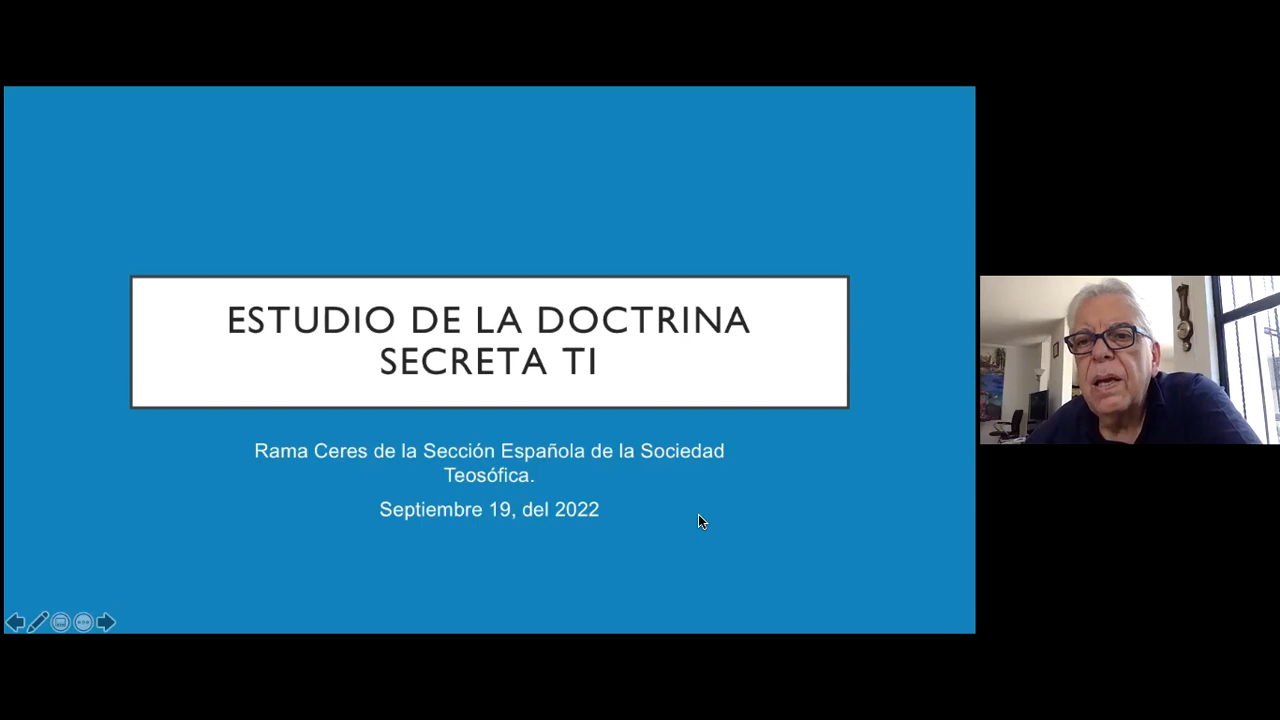 ESTUDIO DE LA DOCTRINA
SECRETA TI
Rama Ceres de la Sección Española de la Sociedad
Teosófica.
Septiembre 19, del 2022